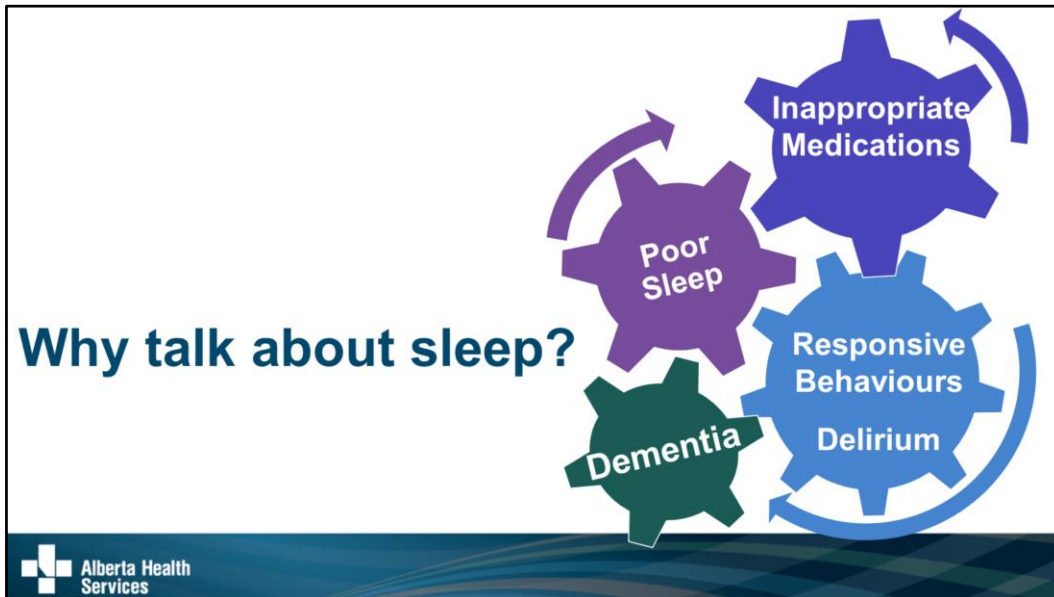 Why talk about sleep?
Inappropriate
Medications
Poor
Sleep
Responsive
Behaviours
Delirium
Dementia
Alberta Health
Services